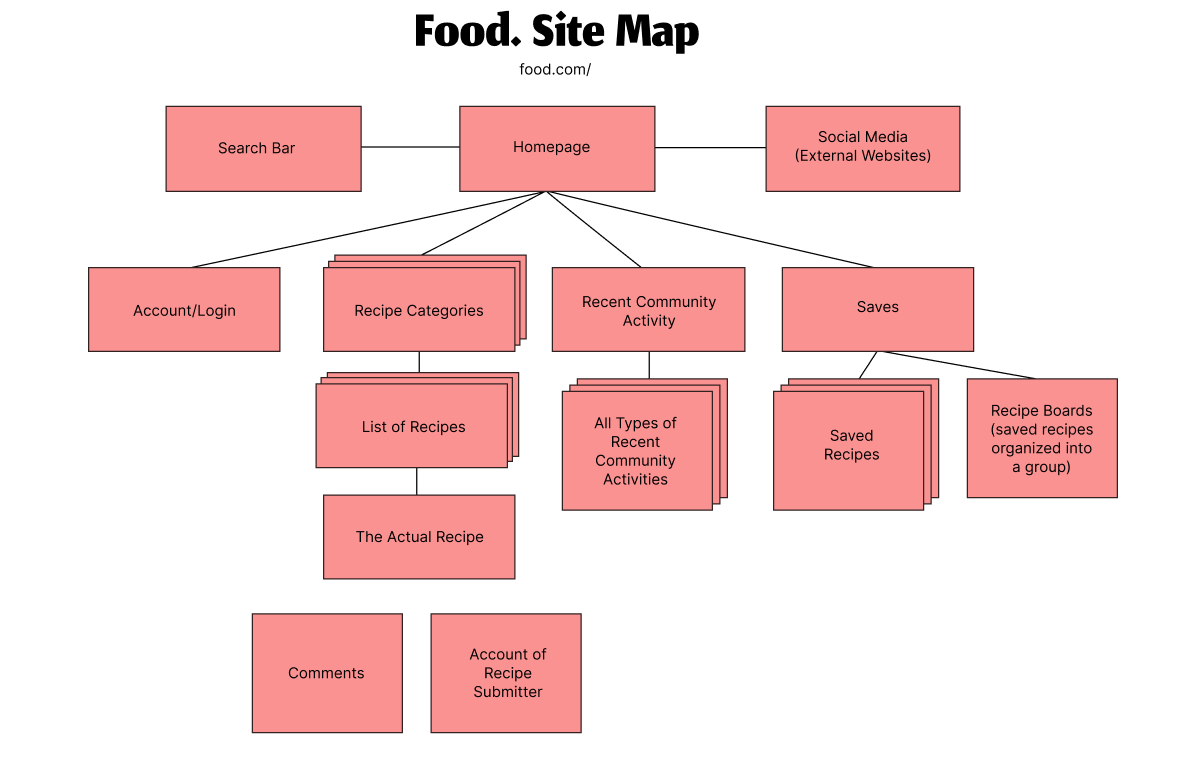 Food. Site Map
food.com/
Search Bar
Homepage
Social Media
(External Websites)
Account/Login
Recipe Categories
Recent Community
Activity
Saves
List of Recipes
All Types of
Recent
Community
Activities
Saved
Recipes
Recipe Boards
(saved recipes
organized into
a group)
The Actual Recipe
Comments
Account of
Recipe
Submitter